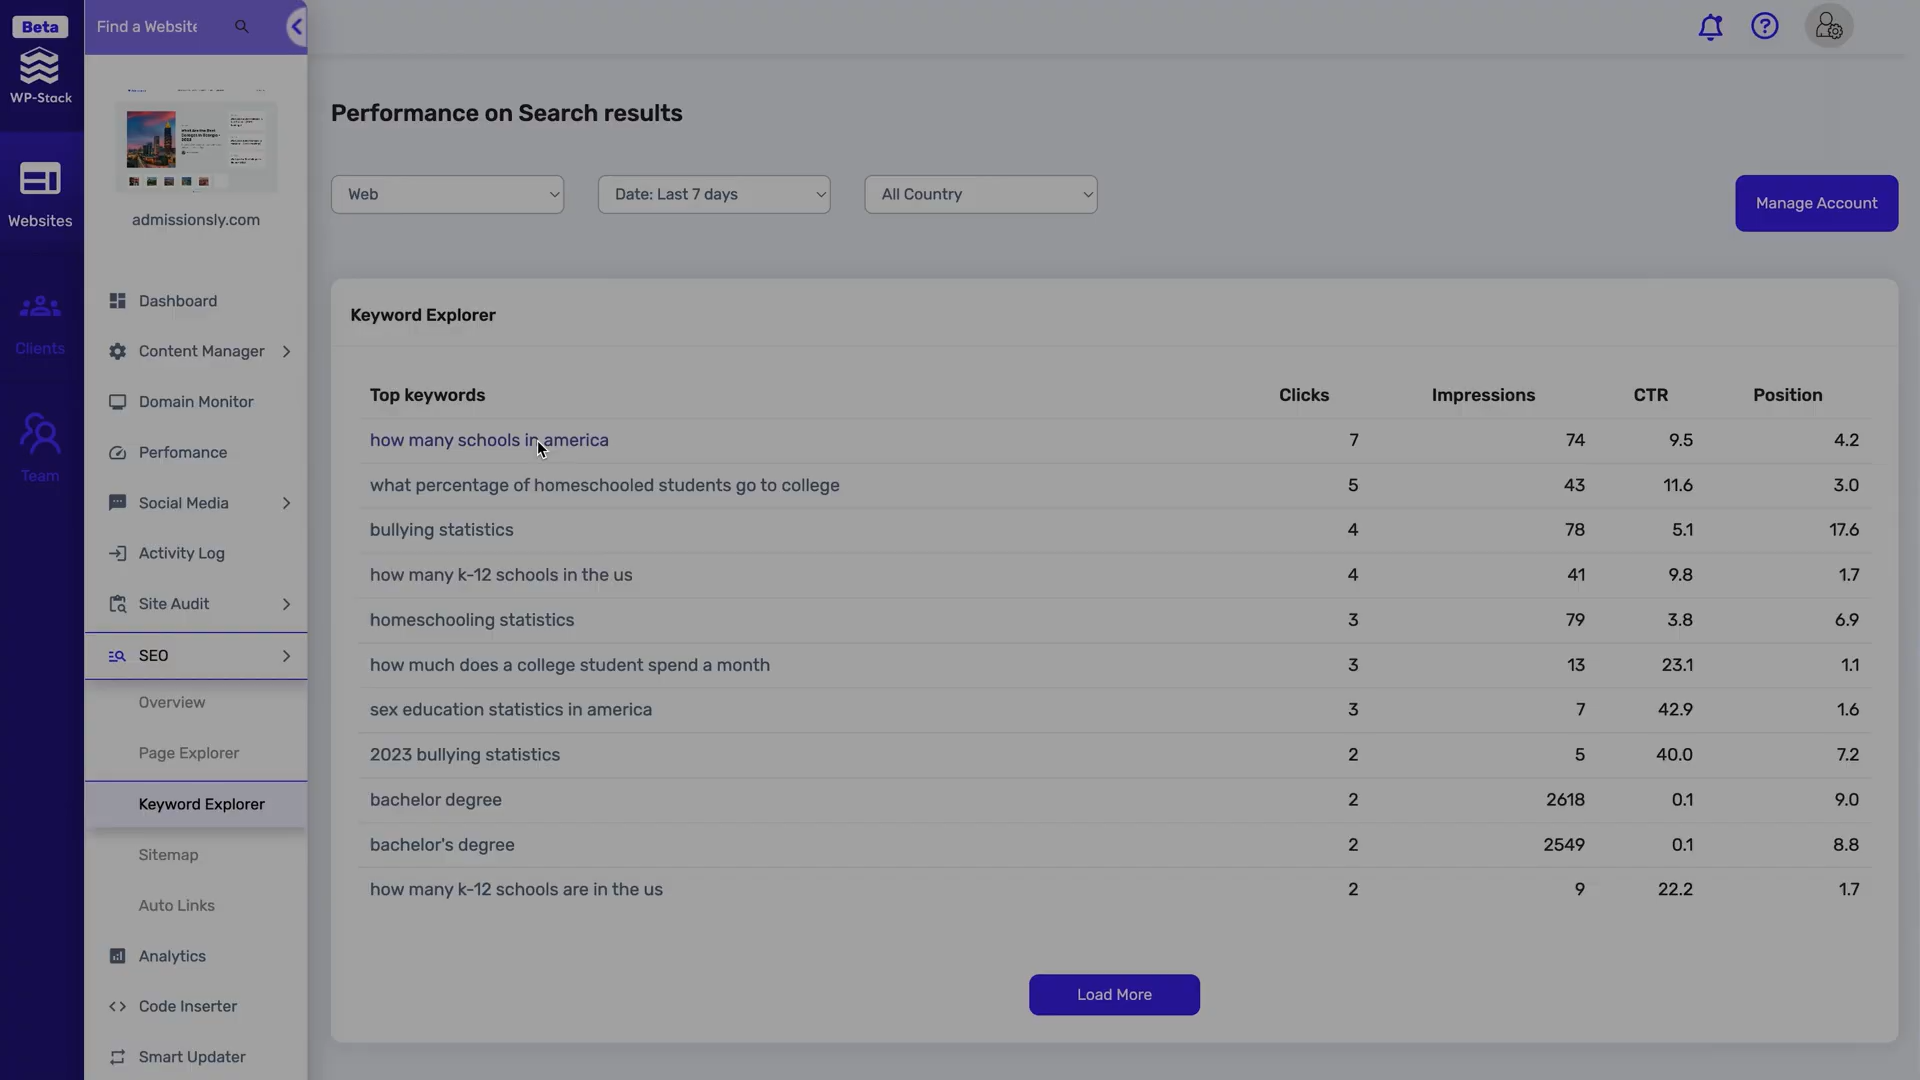 Beta
WP-Stack
Websites
Clients
Team
Find a Website
admissionsly.com
Dashboard
Content Manager
Domain Monitor
Perfomance
Social Media
Activity Log
Site Audit
SEO
Overview
Page Explorer
Keyword Explorer
Sitemap
Auto Links
Analytics
Code Inserter
Smart Updater
Performance on Search results
Web
Date: Last 7 days
All Country
Manage Account
Keyword Explorer
Top keywords Clicks Impressions CTR Position
how many schools in america 7 74 9.5 4.2
what percentage of homeschooled students go to college 5 43 11.6 3.0
bullying statistics 4 78 5.1 17.6
how many k-12 schools in the us 4 41 9.8 1.7
homeschooling statistics 3 79 3.8 6.9
how much does a college student spend a month 3 13 23.1 1.1
sex education statistics in america 3 7 42.9 1.6
2023 bullying statistics 2 5 40.0 7.2
bachelor degree 2 2618 0.1 9.0
bachelor's degree 2 2549 0.1 8.8
how many k-12 schools are in the us 2 9 22.2 1.7
Load More